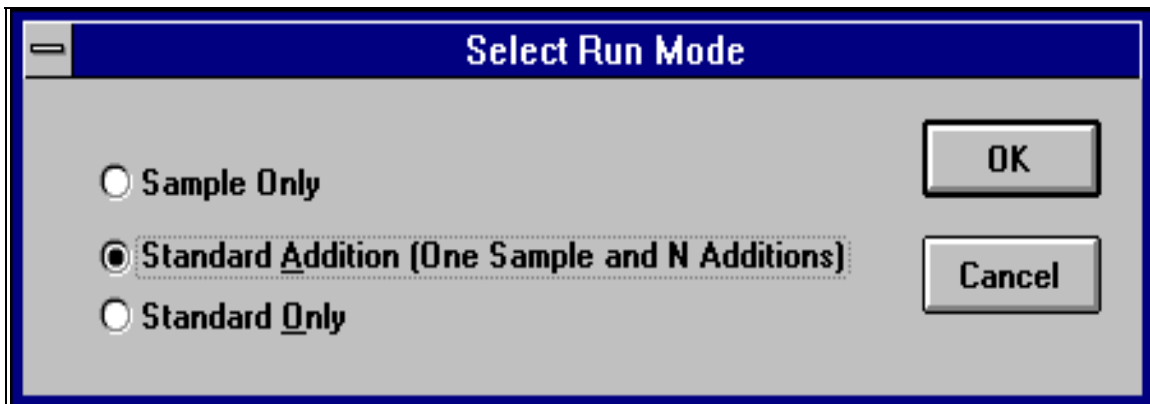 Select Run Mode
Sample Only
Standard Addition (One Sample and N Additions)
Standard Only
OK
Cancel